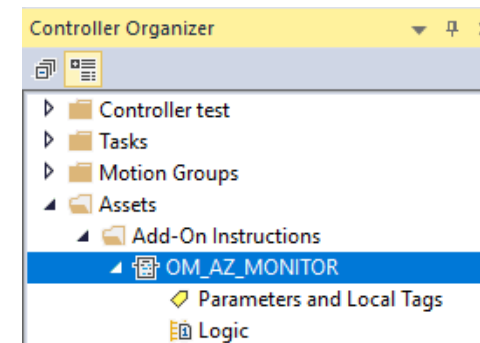 Controller Organizer
Controller test
Tasks
Motion Groups
Assets
Add-On Instructions
OM_AZ_MONITOR
Parameters and Local Tags
Logic